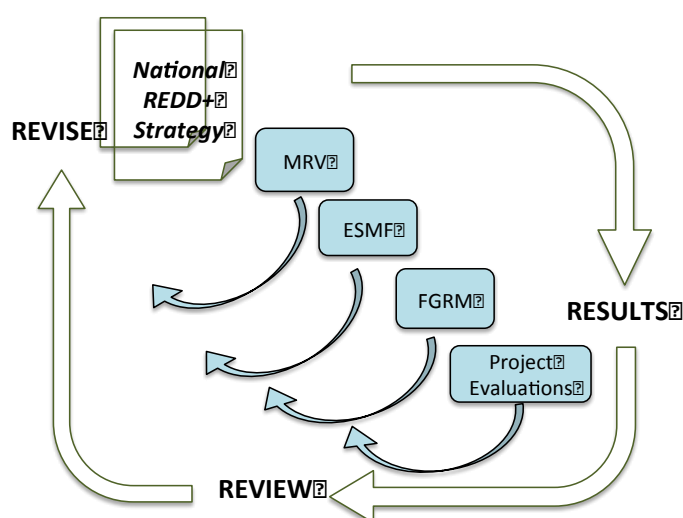 National
REDD+
Strategy
REVISE
MRV
ESMF
FGRM
RESULTS
Project
Evaluations
REVIEW